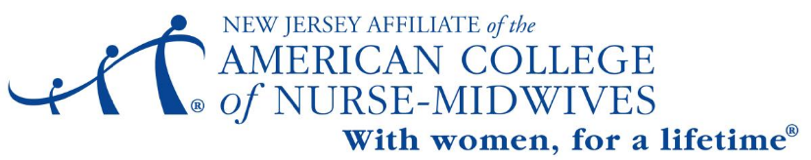 NEW JERSEY AFFILIATE of the
AMERICAN COLLEGE
® of NURSE-MIDWIVES
With women, for a lifetime®